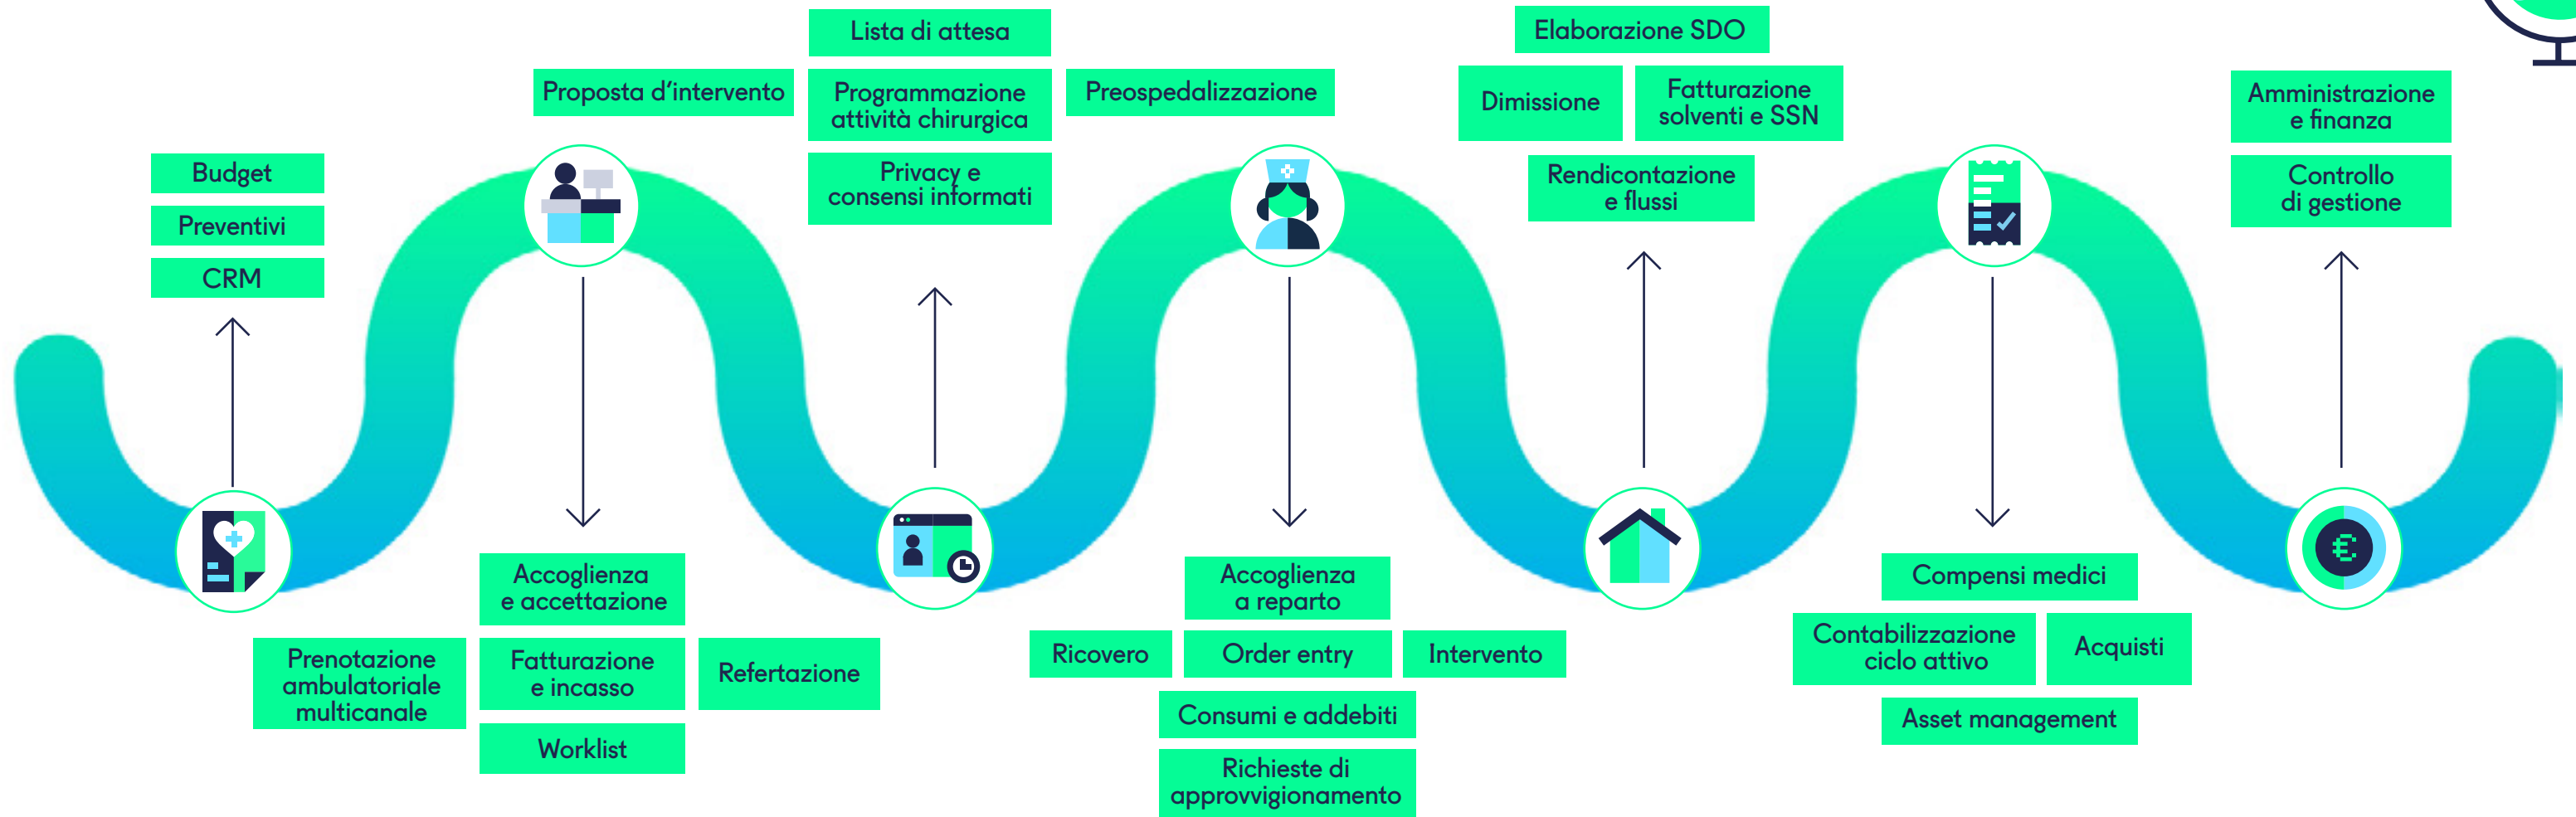 Budget
Preventivi
CRM
Accoglienza
e accettazione
Prenotazione
ambulatoriale
multicanale
Fatturazione
e incasso
Refertazione
Worklist
Lista di attesa
Proposta d'intervento
Programmazione
attività chirurgica
Preospedalizzazione
Privacy e
consensi informati
Accoglienza
a reparto
Ricovero
Order entry
Intervento
Consumi e addebiti
Richieste di
approvvigionamento
Elaborazione SDO
Dimissione
Fatturazione
solventi e SSN
Rendicontazione
e flussi
Compensi medici
Contabilizzazione
ciclo attivo
Acquisti
Asset management
Amministrazione
e finanza
Controllo
di gestione
€